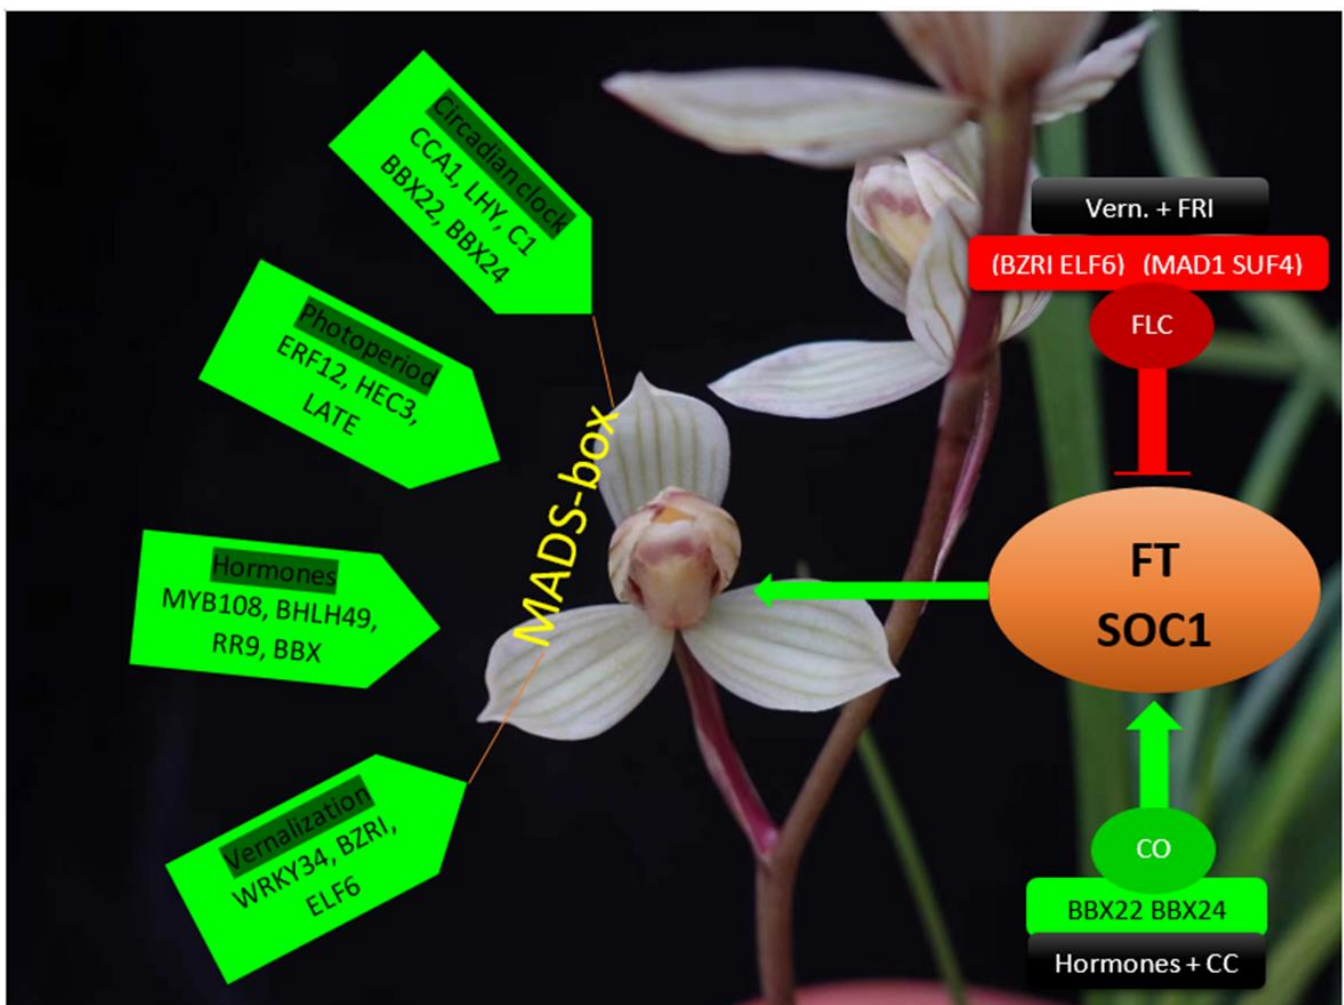 Circadian clock
CCA1, LHY, C1
BBX22, BBX24
Photoperiod
ERF12, HEC3,
LATE
Hormones
MYB108, BHLH49,
RR9, BBX
Vernalization
WRKY34, BZRI,
ELF6
MADS-box
Vern. + FRI
(BZRI ELF6) (MAD1 SUF4)
FLC
FT
SOC1
CO
BBX22 BBX24
Hormones + CC